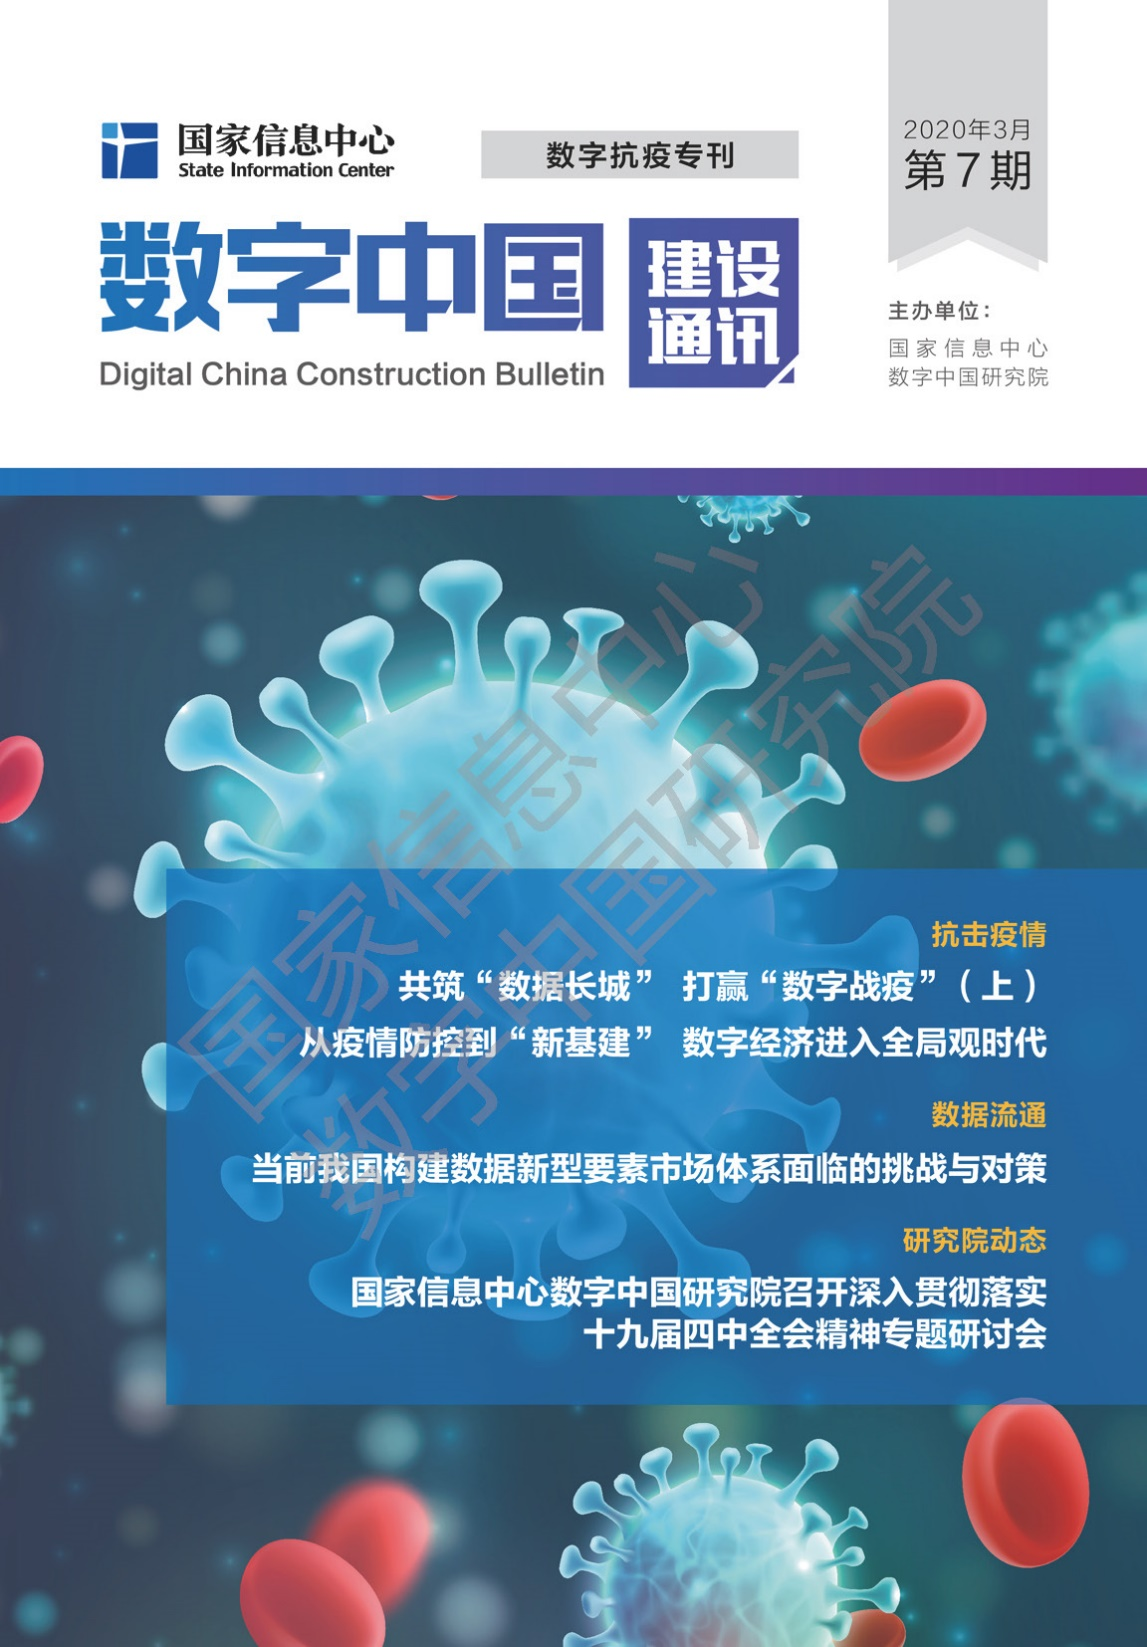 国家信息中心
State Information Center
数字抗疫专刊
2020年3月
第7期
数字中国
建设
通讯
Digital China Construction Bulletin
主办单位：
国家信息中心
数字中国研究院
国家信息中心
数字中国研究院
抗击疫情
共筑“数据长城” 打赢“数字战疫”（上）
从疫情防控到“新基建” 数字经济进入全局观时代
数据流通
当前我国构建数据新型要素市场体系面临的挑战与对策
研究院动态
国家信息中心数字中国研究院召开深入贯彻落实
十九届四中全会精神专题研讨会